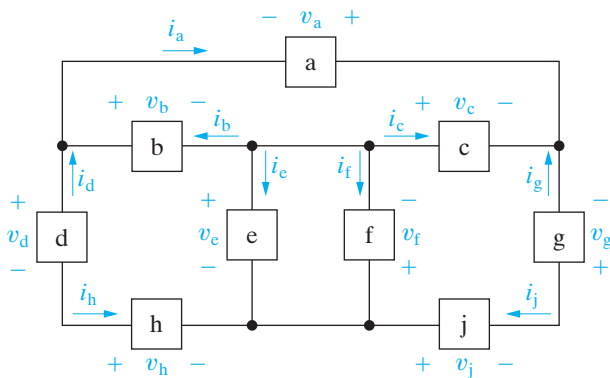 − v_a +
i_a
a
+ v_b − i_b i_c + v_c −
b c
i_d i_e i_f i_g
+ + − −
d e f g
v_d v_e v_f v_g
− − + +
i_h i_j
h j
+ v_h − + v_j −